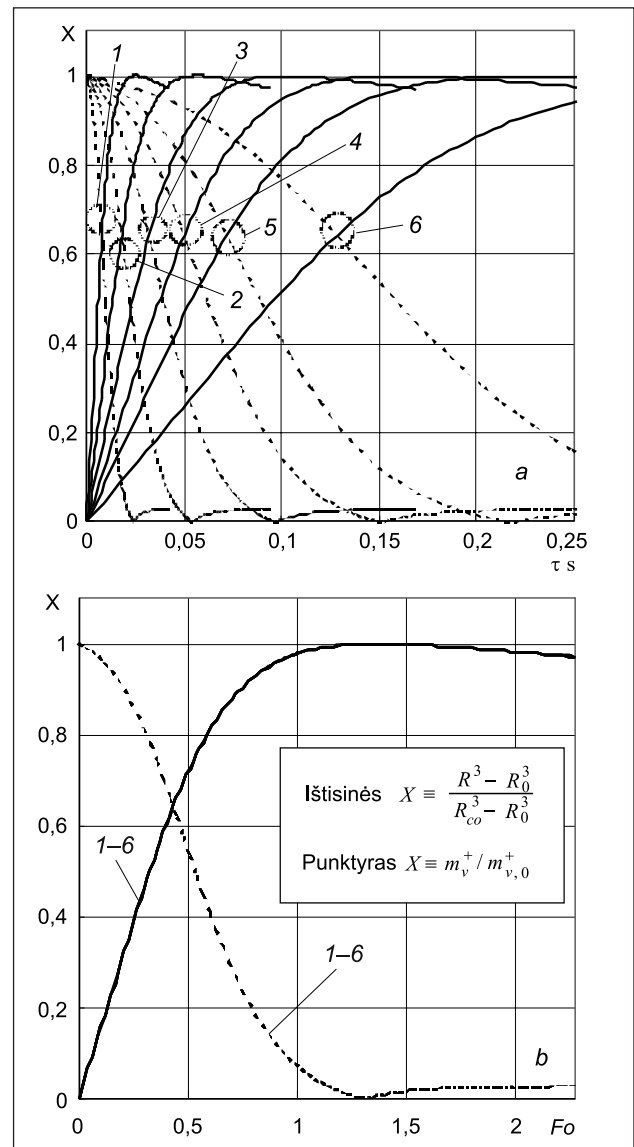 X
1
3
1
0,8
4
0,6
5
6
2
0,4
0,2
a
0
0 0,05 0,1 0,15 0,2 0,25
τ s
X
1
0,8
Ištisinės X ≡ (R³ – R₀³) / (R_co³ – R₀³)
0,6
1–6
Punktyras X ≡ m_v⁺ / m_v,0⁺
0,4
1–6
0,2
b
0
0 0,5 1 1,5 2 Fo